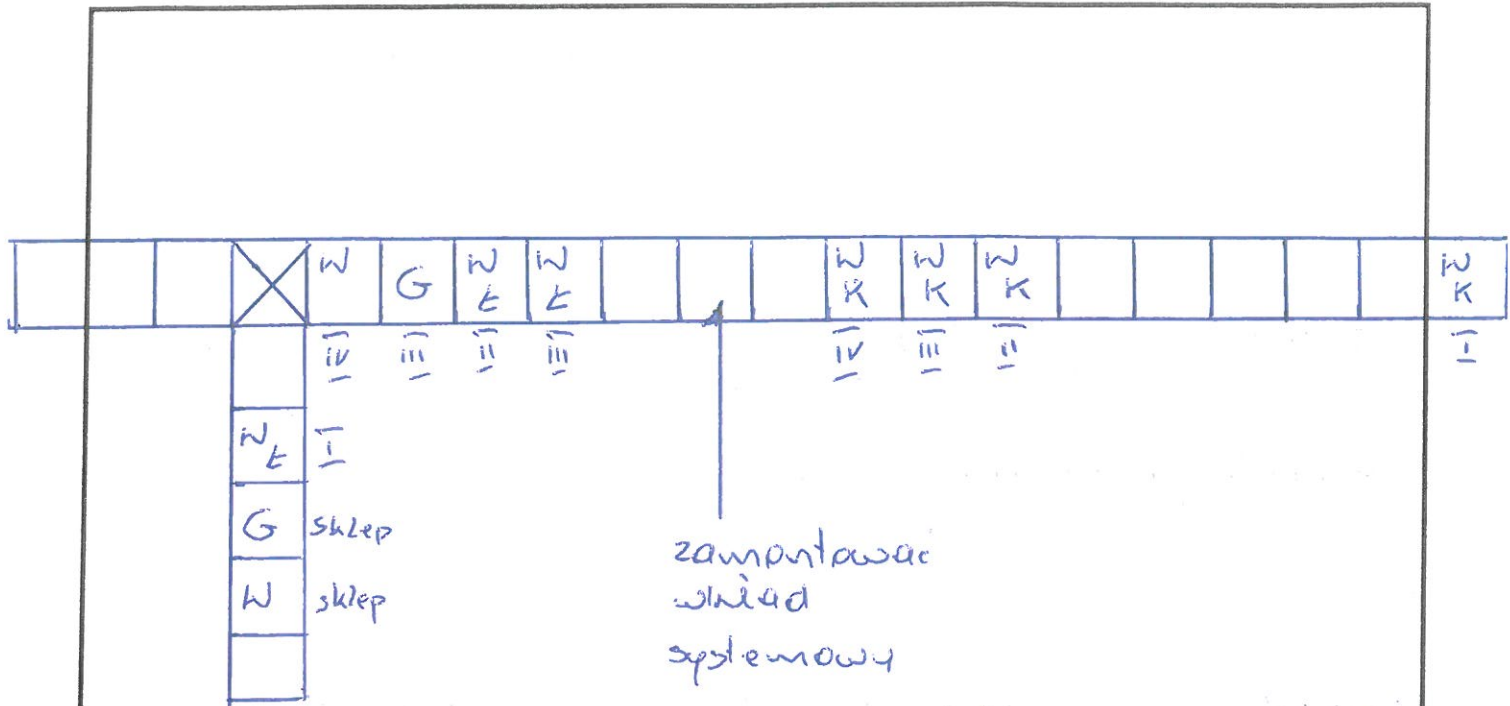 W G W W W W W W
Ł Ł K K K K
IV III II III IV III II I
W Ł I
G sklep
W sklep
zamontować
wkład
systemowy